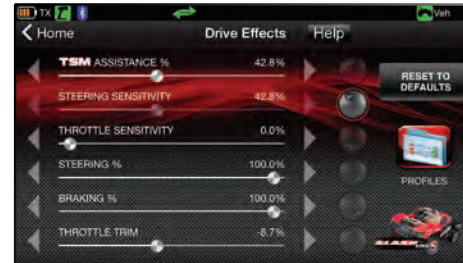 TX Veh
Home Drive Effects Help
TSM ASSISTANCE % 42.8%
STEERING SENSITIVITY 42.8%
THROTTLE SENSITIVITY 0.0%
STEERING % 100.0%
BRAKING % 100.0%
THROTTLE TRIM -8.7%
RESET TO
DEFAULTS
PROFILES
SLASH